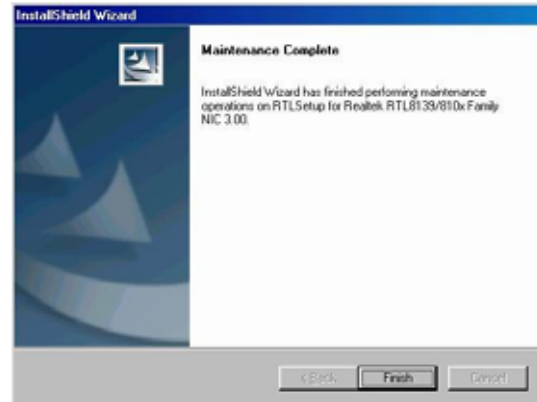 InstallShield Wizard
Maintenance Complete
InstallShield Wizard has finished performing maintenance
operations on RTLSetup for Realtek RTL8139/810x Family
NIC 3.00.
< Back
Finish
Cancel